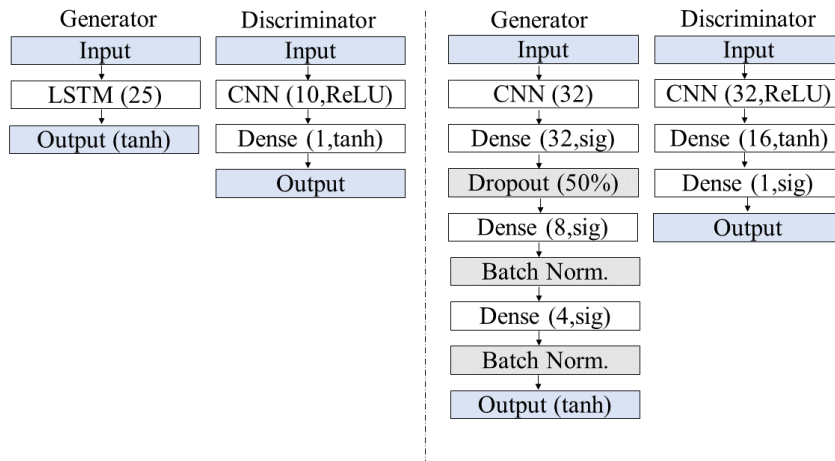 Generator
Input
LSTM (25)
Output (tanh)
Discriminator
Input
CNN (10,ReLU)
Dense (1,tanh)
Output
Generator
Input
CNN (32)
Dense (32,sig)
Dropout (50%)
Dense (8,sig)
Batch Norm.
Dense (4,sig)
Batch Norm.
Output (tanh)
Discriminator
Input
CNN (32,ReLU)
Dense (16,tanh)
Dense (1,sig)
Output